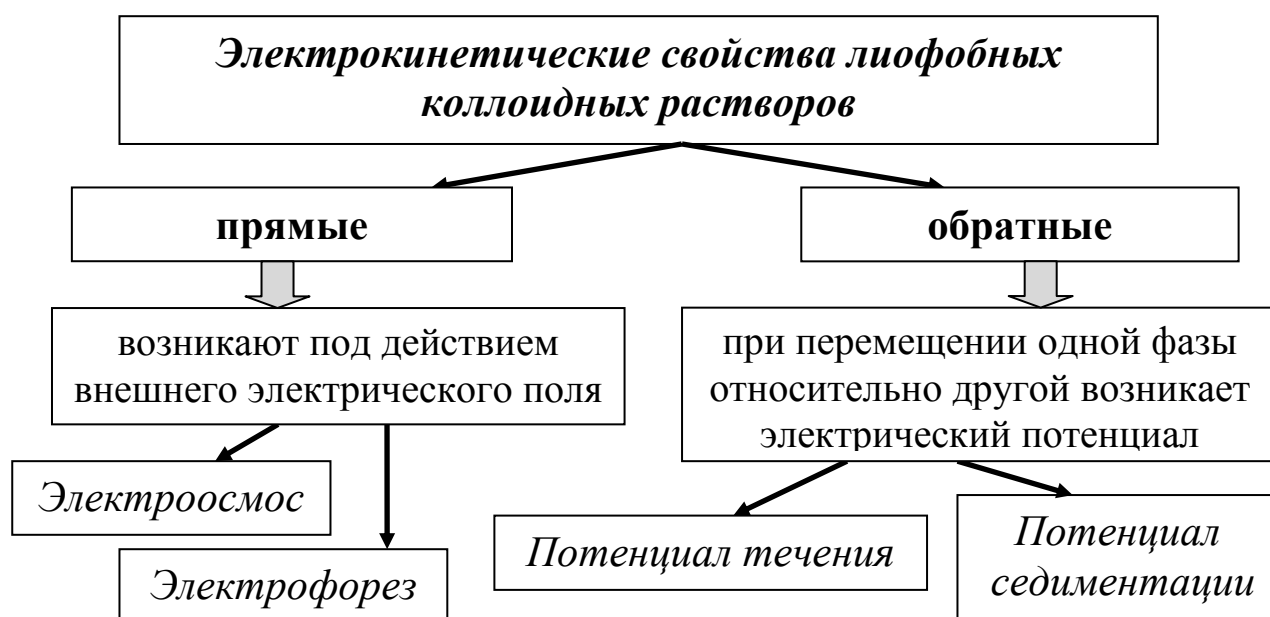 Электрокинетические свойства лиофобных
коллоидных растворов
прямые
обратные
возникают под действием
внешнего электрического поля
при перемещении одной фазы
относительно другой возникает
электрический потенциал
Электроосмос
Электрофорез
Потенциал течения
Потенциал
седиментации